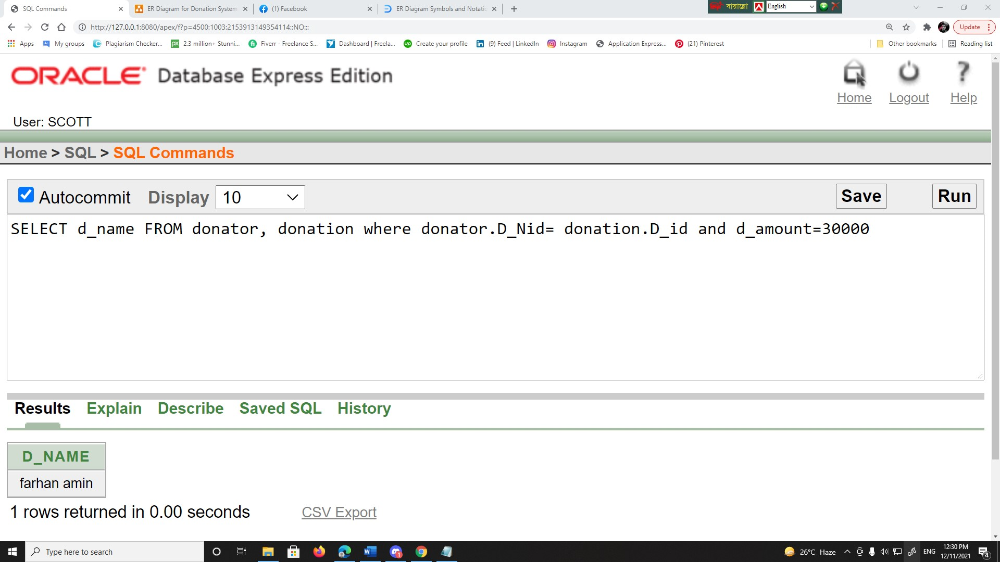 SQL Commands
ER Diagram for Donation System
(1) Facebook
ER Diagram Symbols and Notatio
বায়ান্নো
English
http://127.0.0.1:8080/apex/f?p=4500:1003:2153913149354114::NO:::
Update
Apps
My groups
Plagiarism Checker...
2.3 million+ Stunni...
Fiverr - Freelance S...
Dashboard | Freela...
Create your profile
(9) Feed | LinkedIn
Instagram
Application Express...
(21) Pinterest
Other bookmarks
Reading list
ORACLE Database Express Edition
Home
Logout
Help
User: SCOTT
Home > SQL > SQL Commands
Autocommit Display 10
Save
Run
SELECT d_name FROM donator, donation where donator.D_Nid= donation.D_id and d_amount=30000
Results Explain Describe Saved SQL History
D_NAME
farhan amin
1 rows returned in 0.00 seconds
CSV Export
Type here to search
26°C Haze
ENG
12:30 PM
12/11/2021
4